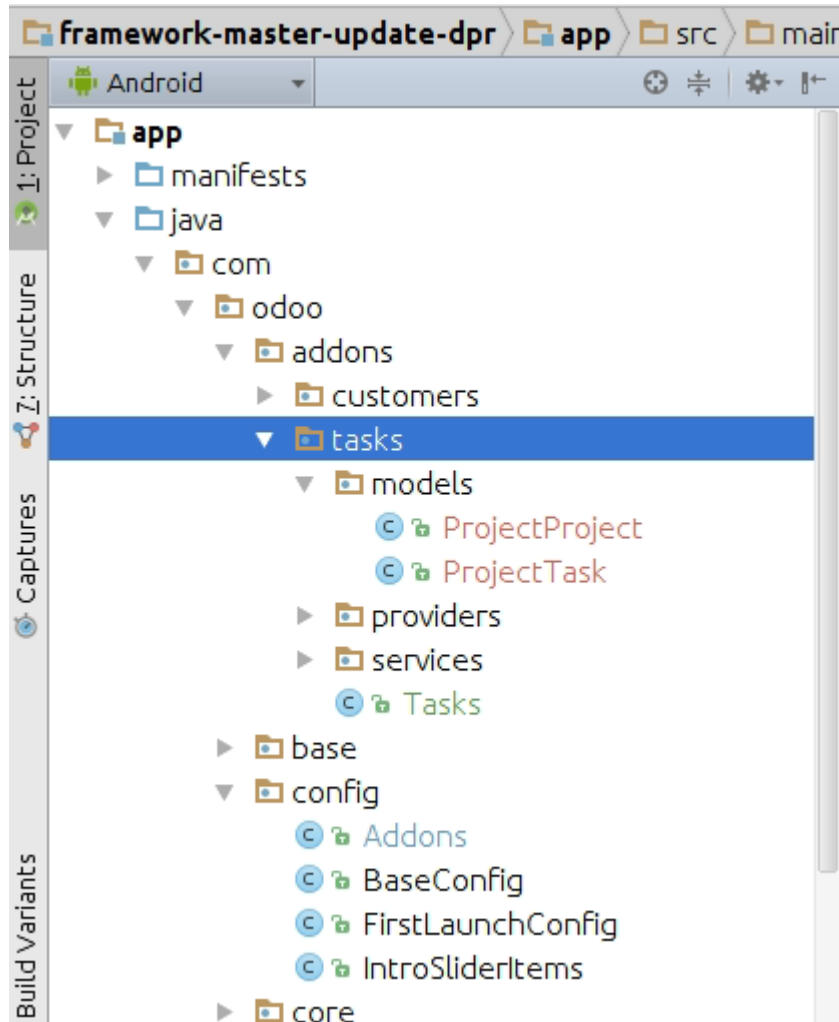 framework-master-update-dpr app src main
Android
app
manifests
java
com
odoo
addons
customers
tasks
models
C ProjectProject
C ProjectTask
providers
services
C Tasks
base
config
C Addons
C BaseConfig
C FirstLaunchConfig
C IntroSliderItems
core
1: Project
7: Structure
Captures
Build Variants